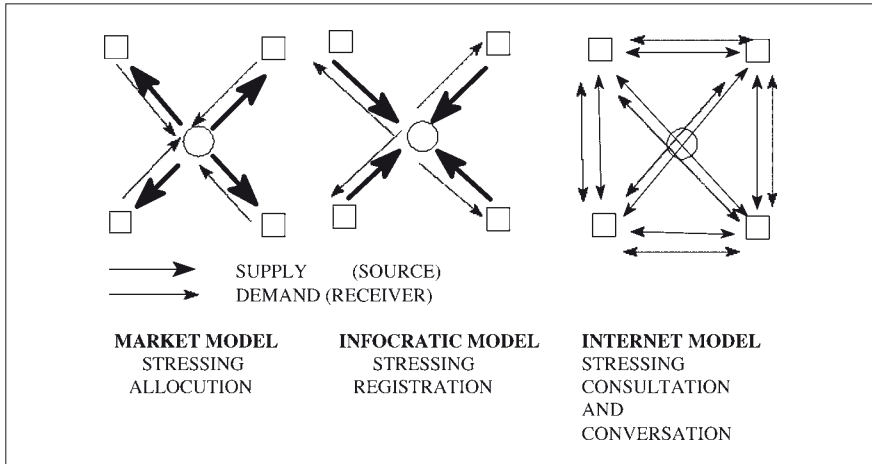 SUPPLY (SOURCE)
DEMAND (RECEIVER)
MARKET MODEL
STRESSING
ALLOCUTION
INFOCRATIC MODEL
STRESSING
REGISTRATION
INTERNET MODEL
STRESSING
CONSULTATION
AND
CONVERSATION